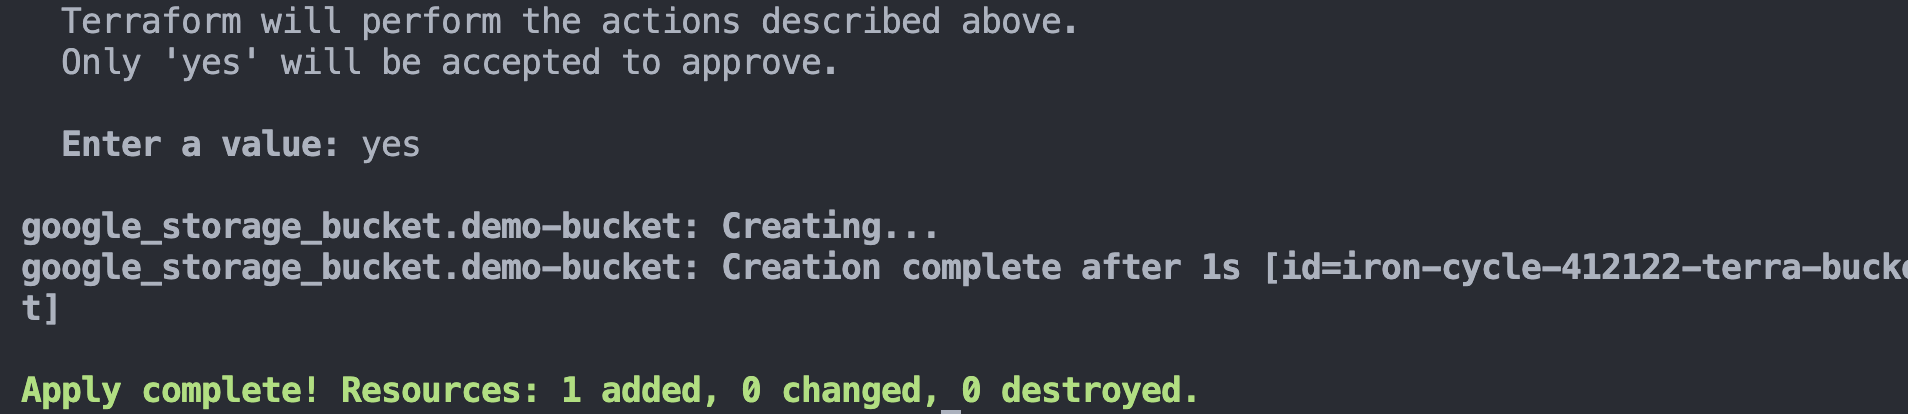 Terraform will perform the actions described above.
Only 'yes' will be accepted to approve.
Enter a value: yes
google_storage_bucket.demo-bucket: Creating...
google_storage_bucket.demo-bucket: Creation complete after 1s [id=iron-cycle-412122-terra-bucke
t]
Apply complete! Resources: 1 added, 0 changed, 0 destroyed.